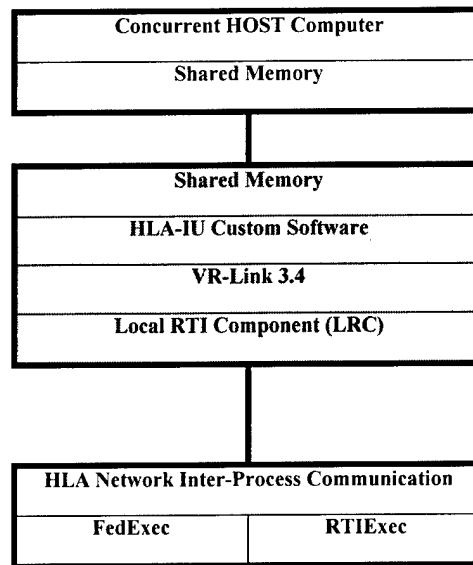 Concurrent HOST Computer
Shared Memory
Shared Memory
HLA-IU Custom Software
VR-Link 3.4
Local RTI Component (LRC)
HLA Network Inter-Process Communication
FedExec
RTIExec